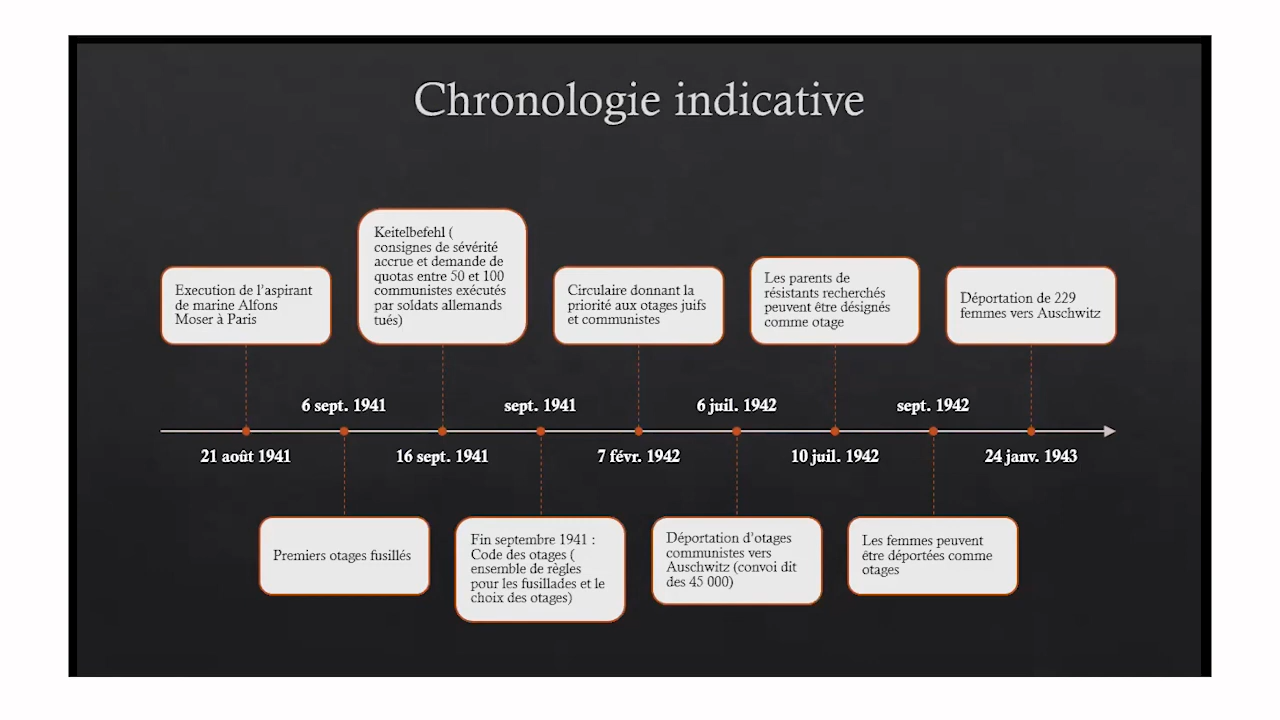 Chronologie indicative
Execution de l'aspirant
de marine Alfons
Moser à Paris
Keitelbefehl (
consignes de sévérité
accrue et demande de
quotas entre 50 et 100
communistes exécutés
par soldats allemands
tués)
Circulaire donnant la
priorité aux otages juifs
et communistes
Les parents de
résistants recherchés
peuvent être désignés
comme otage
Déportation de 229
femmes vers Auschwitz
6 sept. 1941
sept. 1941
6 juil. 1942
sept. 1942
21 août 1941
16 sept. 1941
7 févr. 1942
10 juil. 1942
24 janv. 1943
Premiers otages fusillés
Fin septembre 1941 :
Code des otages (
ensemble de règles
pour les fusillades et le
choix des otages)
Déportation d'otages
communistes vers
Auschwitz (convoi dit
des 45 000)
Les femmes peuvent
être déportées comme
otages